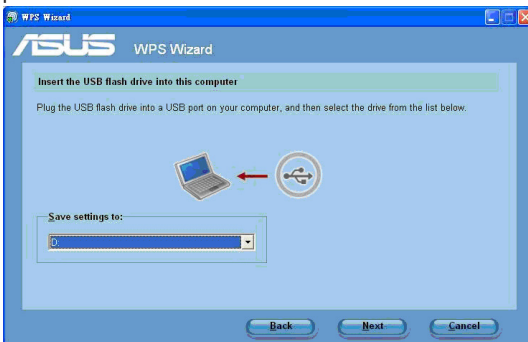 WPS Wizard
ASUS WPS Wizard
Insert the USB flash drive into this computer
Plug the USB flash drive into a USB port on your computer, and then select the drive from the list below.
Save settings to:
D:
Back Next Cancel